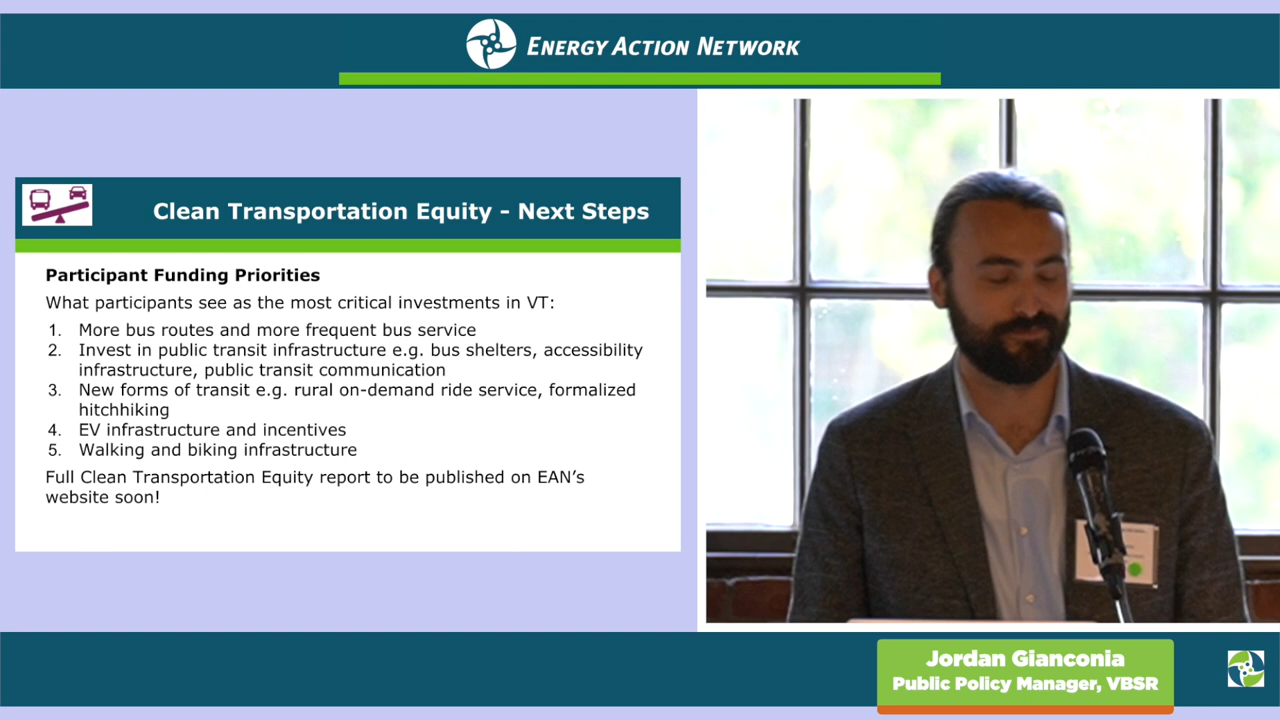 ENERGY ACTION NETWORK
Clean Transportation Equity - Next Steps
Participant Funding Priorities
What participants see as the most critical investments in VT:
1. More bus routes and more frequent bus service
2. Invest in public transit infrastructure e.g. bus shelters, accessibility
infrastructure, public transit communication
3. New forms of transit e.g. rural on-demand ride service, formalized
hitchhiking
4. EV infrastructure and incentives
5. Walking and biking infrastructure
Full Clean Transportation Equity report to be published on EAN’s
website soon!
Jordan Gianconia
Public Policy Manager, VBSR